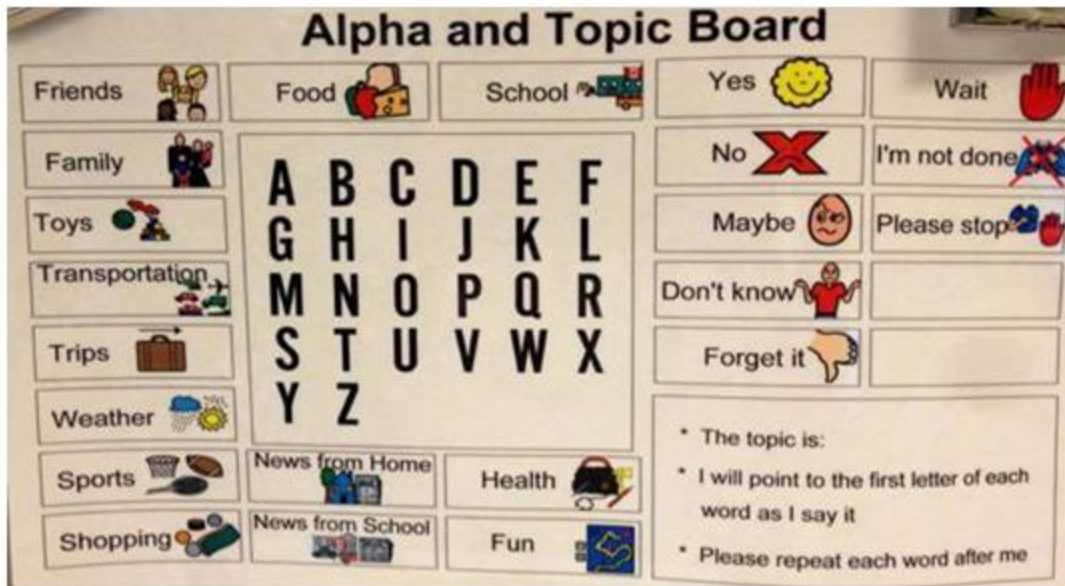 Alpha and Topic Board
Friends
Food
School
Yes
Wait
Family
No
I'm not done
Toys
Maybe
Please stop
Transportation
Don't know
Trips
Forget it
Weather
A B C D E F
G H I J K L
M N O P Q R
S T U V W X
Y Z
Sports
News from Home
Health
Shopping
News from School
Fun
* The topic is:
* I will point to the first letter of each
word as I say it
* Please repeat each word after me